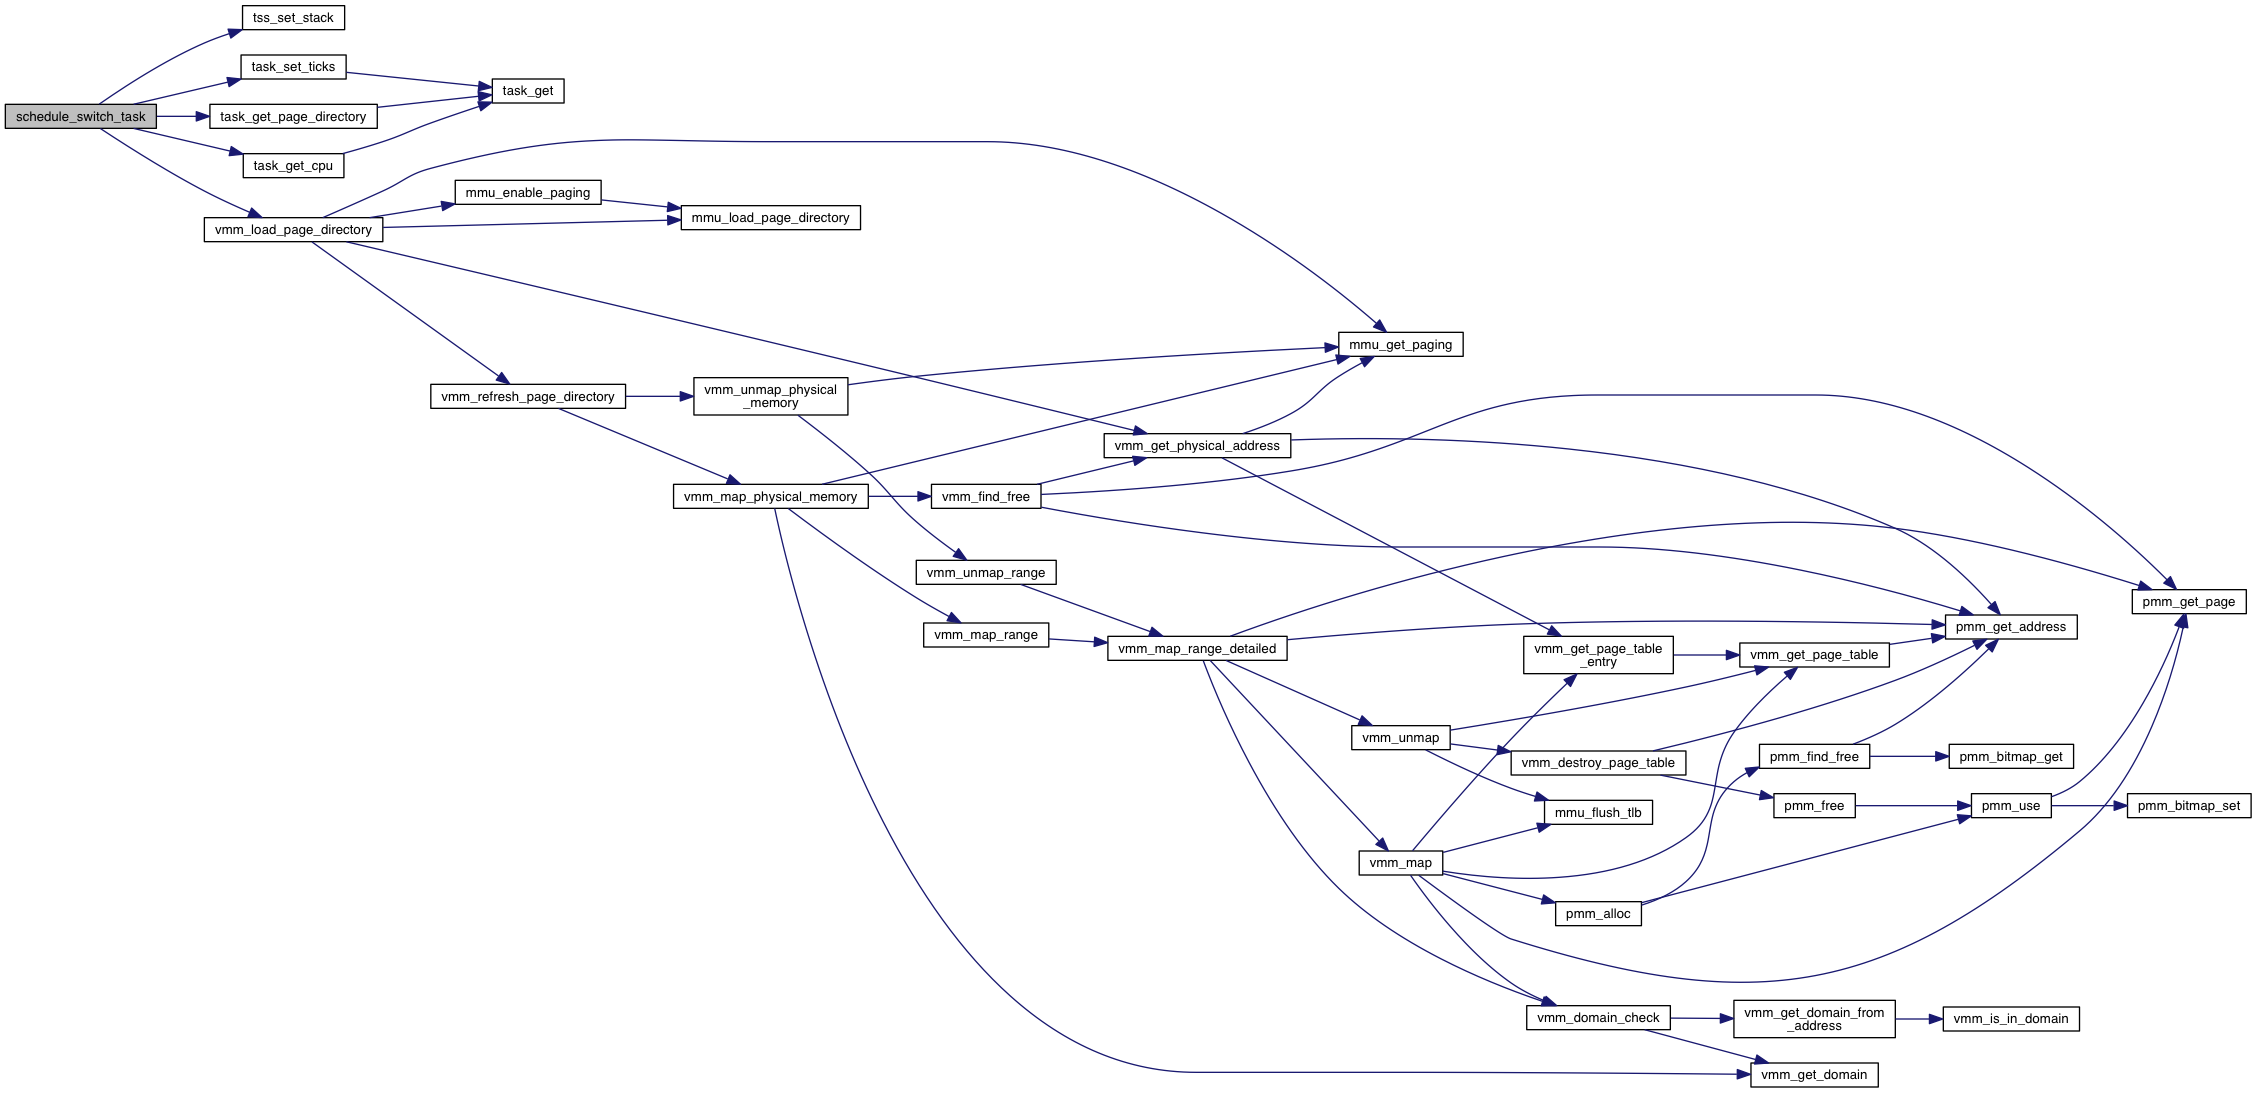 tss_set_stack
task_set_ticks
task_get
schedule_switch_task
task_get_page_directory
task_get_cpu
mmu_enable_paging
mmu_load_page_directory
vmm_load_page_directory
mmu_get_paging
vmm_refresh_page_directory
vmm_unmap_physical
_memory
vmm_get_physical_address
vmm_map_physical_memory
vmm_find_free
vmm_unmap_range
pmm_get_page
pmm_get_address
vmm_map_range
vmm_map_range_detailed
vmm_get_page_table
_entry
vmm_get_page_table
vmm_unmap
vmm_destroy_page_table
pmm_find_free
pmm_bitmap_get
mmu_flush_tlb
pmm_free
pmm_use
pmm_bitmap_set
vmm_map
pmm_alloc
vmm_domain_check
vmm_get_domain_from
_address
vmm_is_in_domain
vmm_get_domain